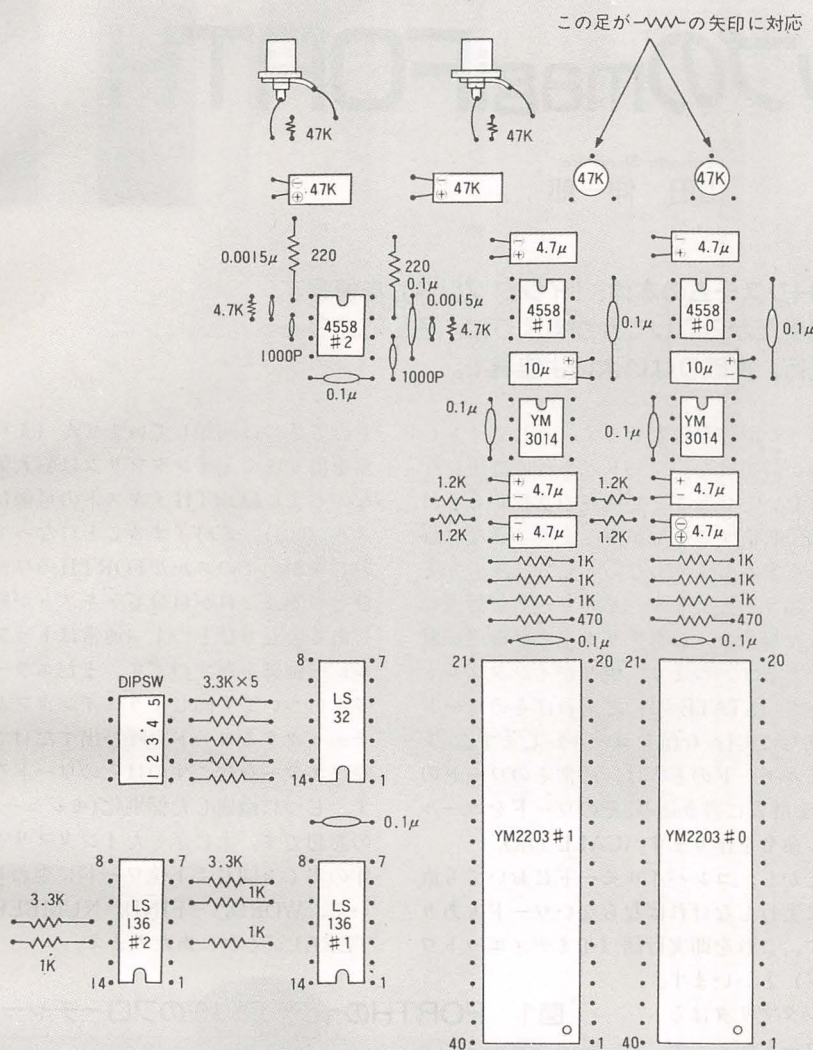 この足が の矢印に対応
47K
47K
⊖
⊕ 47K
⊖
⊕ 47K
47K
47K
0.0015μ
220
4.7K
4558
#2
1000P
0.1μ
220
0.1μ
0.0015μ
4.7K
1000P
−
+ 4.7μ
−
+ 4.7μ
4558
#1
0.1μ
4558
#0
0.1μ
10μ +
−
10μ +
−
0.1μ
YM
3014
0.1μ
YM
3014
1.2K
1.2K
+
− 4.7μ
−
+ 4.7μ
1.2K
1.2K
+
− 4.7μ
⊖
⊕ 4.7μ
1K
1K
1K
470
0.1μ
1K
1K
1K
470
0.1μ
DIPSW
1 2 3 4 5
3.3K×5
8
7
LS
32
14
1
0.1μ
3.3K
1K
8
7
LS
136
#2
14
1
3.3K
1K
1K
8
7
LS
136
#1
14
1
21
20
YM2203#1
40
1
21
20
YM2203#0
40
1